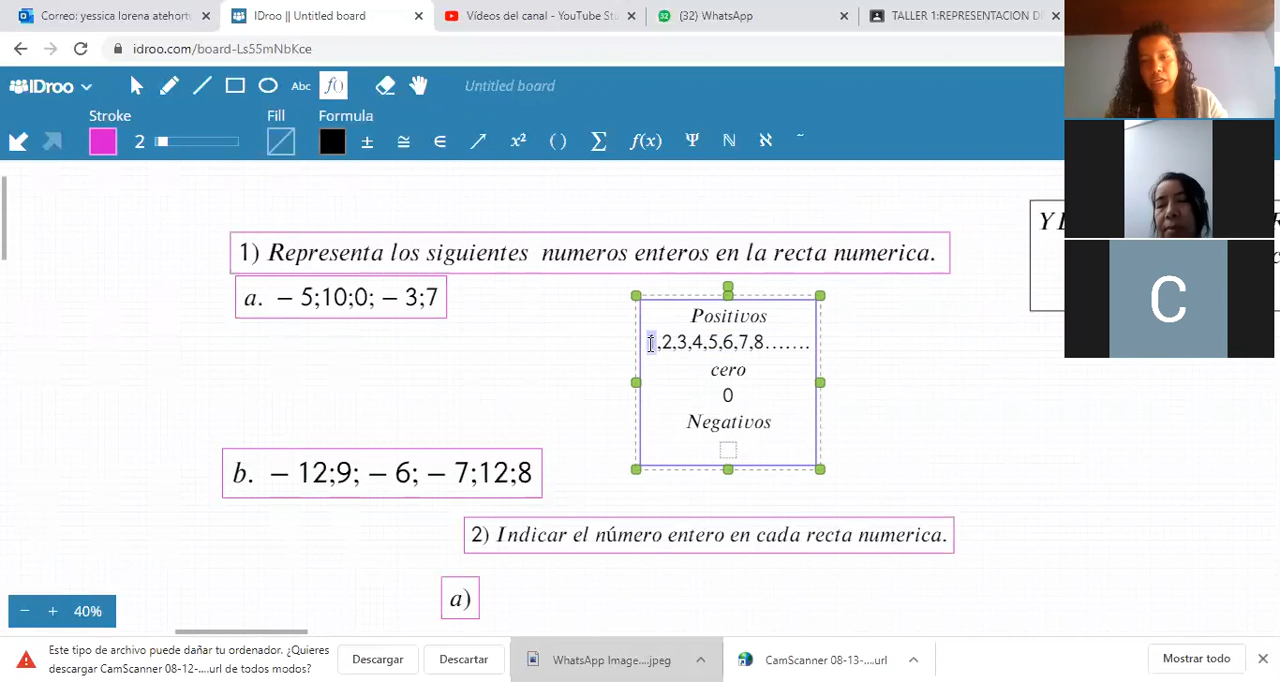 Correo: yessica lorena atehort
IDroo || Untitled board
Vídeos del canal - YouTube St
(32) WhatsApp
TALLER 1:REPRESENTACION D
idroo.com/board-Ls55mNbKce
IDroo
Abc
f()
Untitled board
Stroke
Fill
Formula
2
± ≅ ∈ x² ( ) ∑ f(x) Ψ ℕ ℵ ~
1) Representa los siguientes numeros enteros en la recta numerica.
a. − 5;10;0; − 3;7
Positivos
1,2,3,4,5,6,7,8.......
cero
0
Negativos
b. − 12;9; − 6; − 7;12;8
2) Indicar el número entero en cada recta numerica.
a)
C
− + 40%
Este tipo de archivo puede dañar tu ordenador. ¿Quieres
descargar CamScanner 08-12-....url de todos modos?
Descargar
Descartar
WhatsApp Image....jpeg
CamScanner 08-13-....url
Mostrar todo